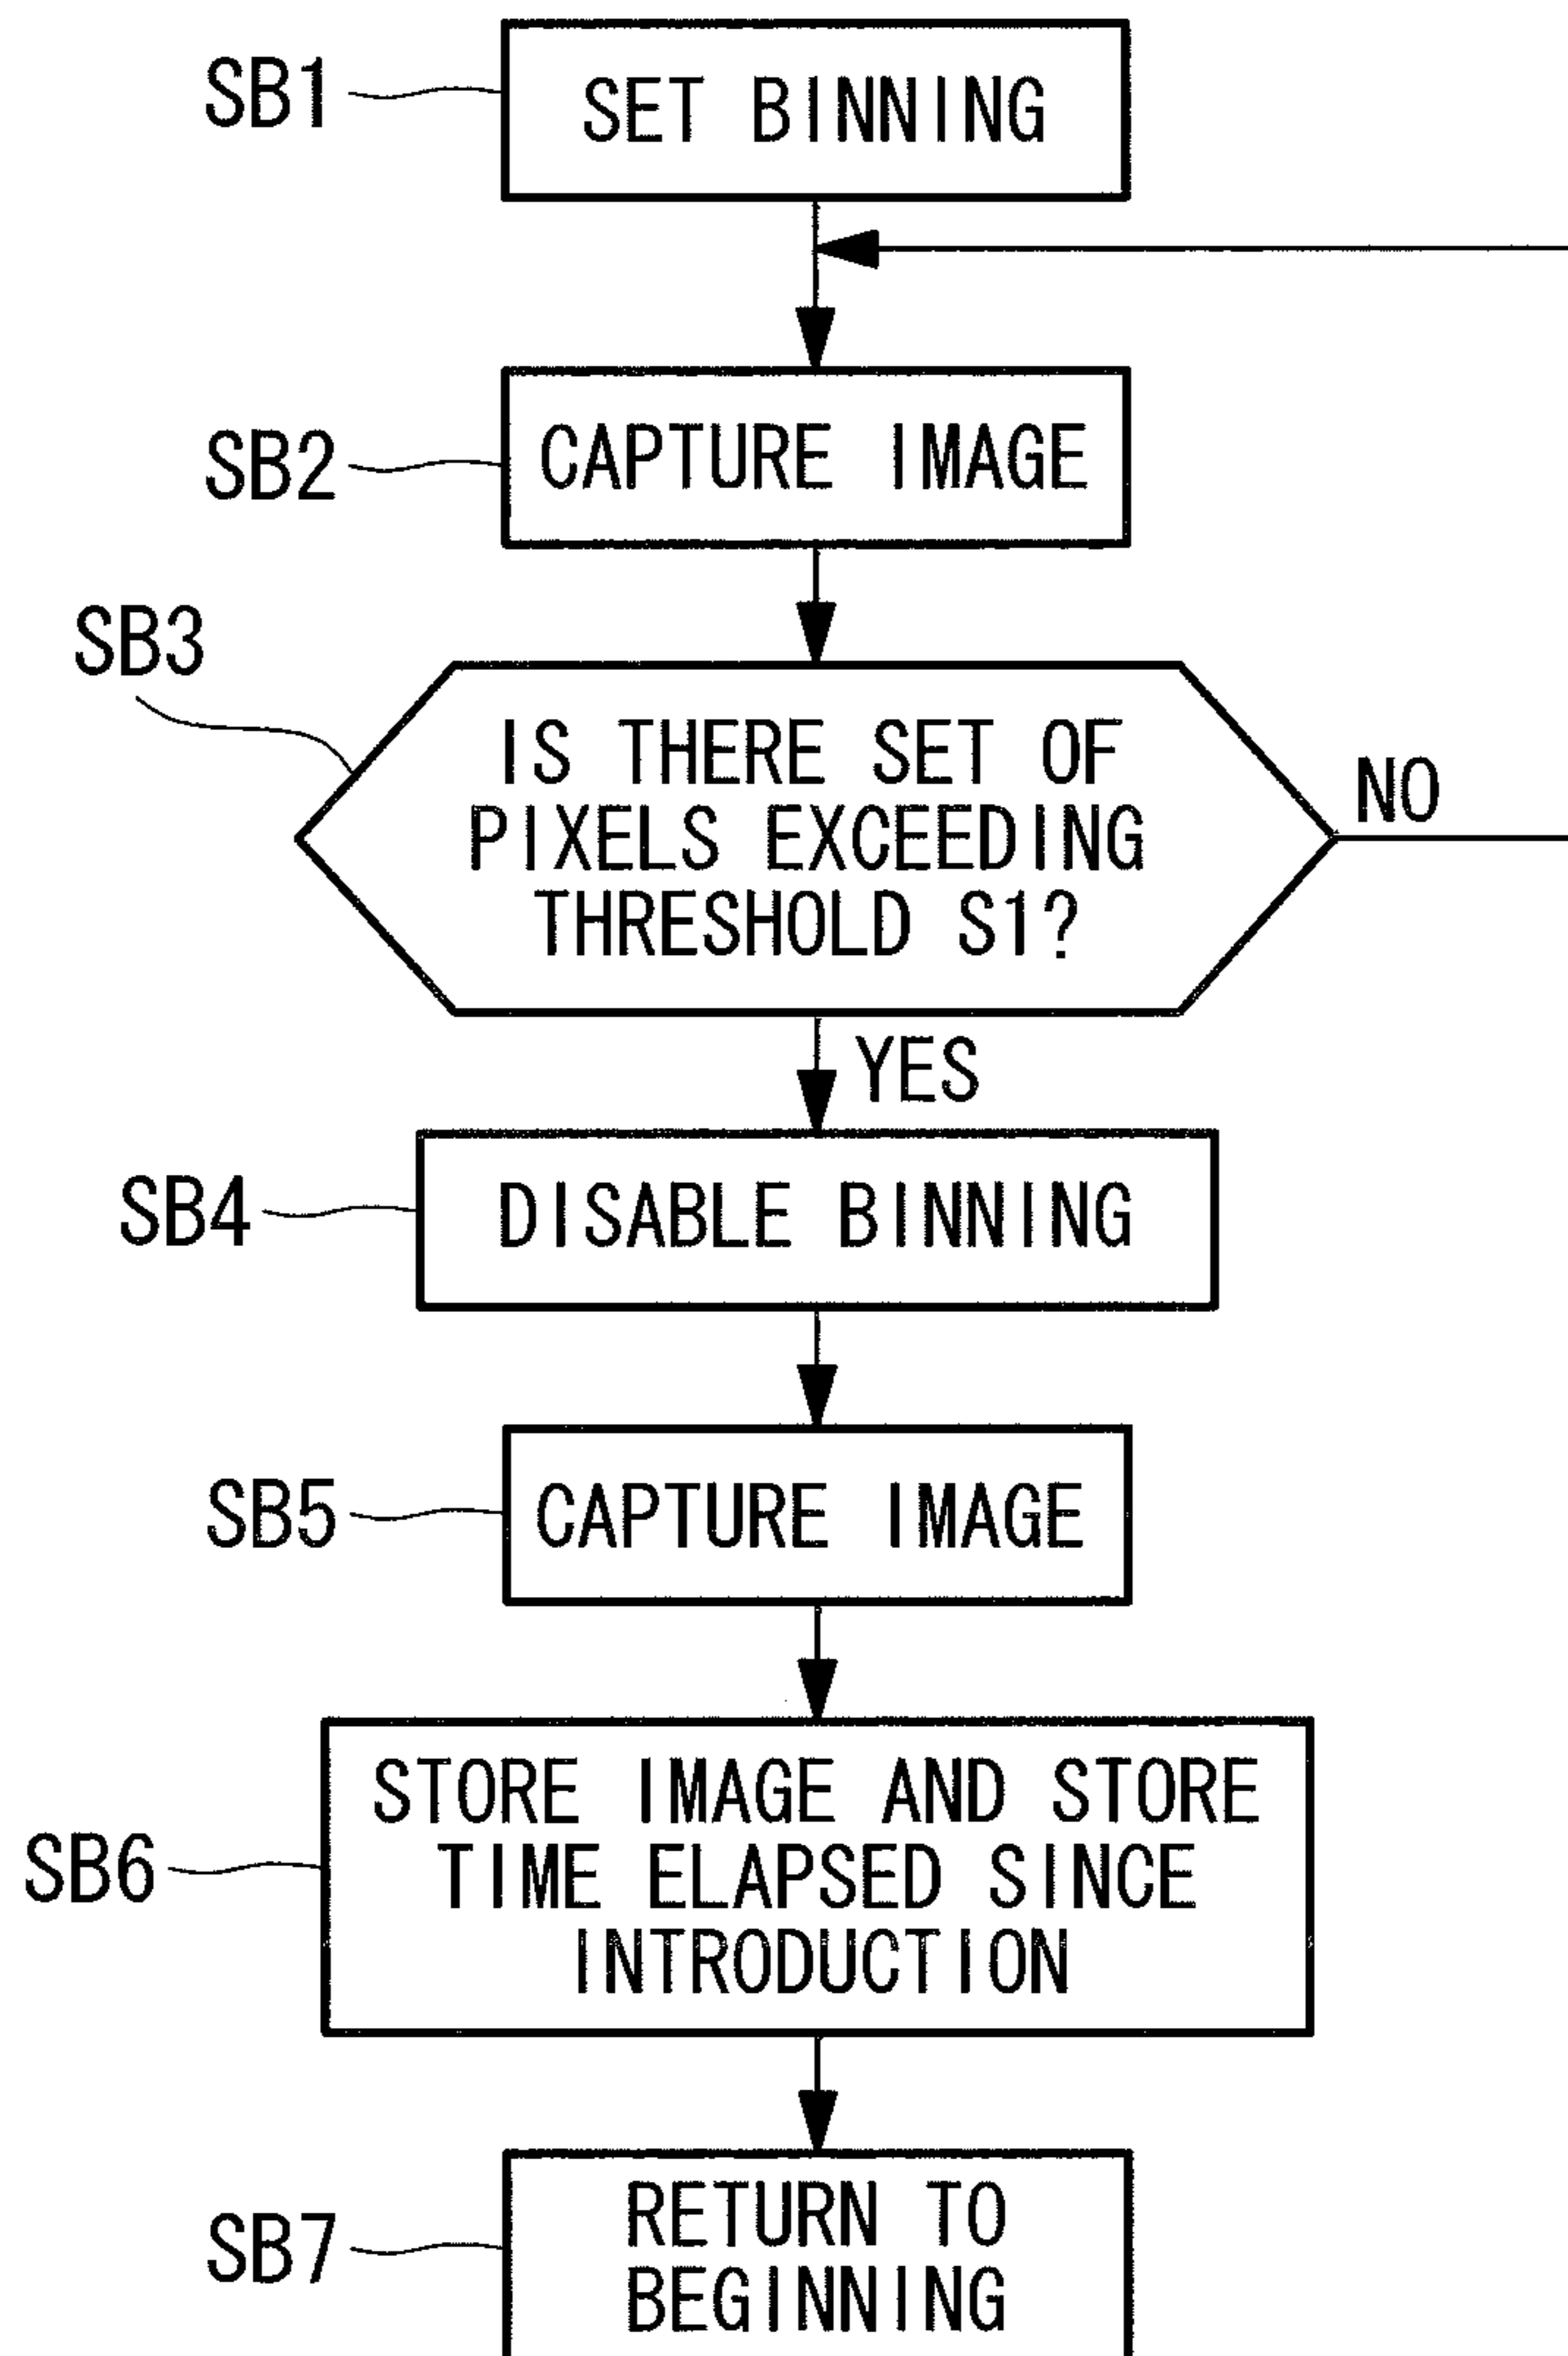 SB1
SET BINNING
SB2
CAPTURE IMAGE
SB3
IS THERE SET OF
PIXELS EXCEEDING
THRESHOLD S1?
NO
YES
SB4
DISABLE BINNING
SB5
CAPTURE IMAGE
SB6
STORE IMAGE AND STORE
TIME ELAPSED SINCE
INTRODUCTION
SB7
RETURN TO
BEGINNING